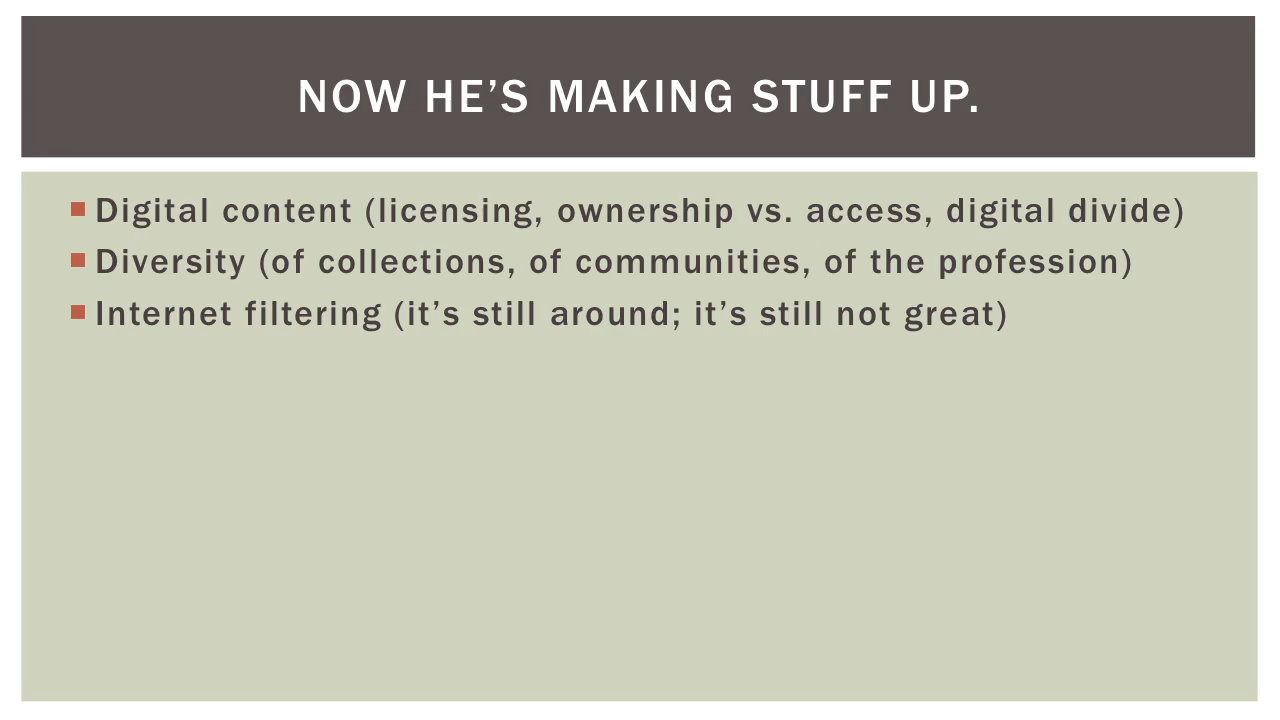 NOW HE’S MAKING STUFF UP.
Digital content (licensing, ownership vs. access, digital divide)
Diversity (of collections, of communities, of the profession)
Internet filtering (it’s still around; it’s still not great)